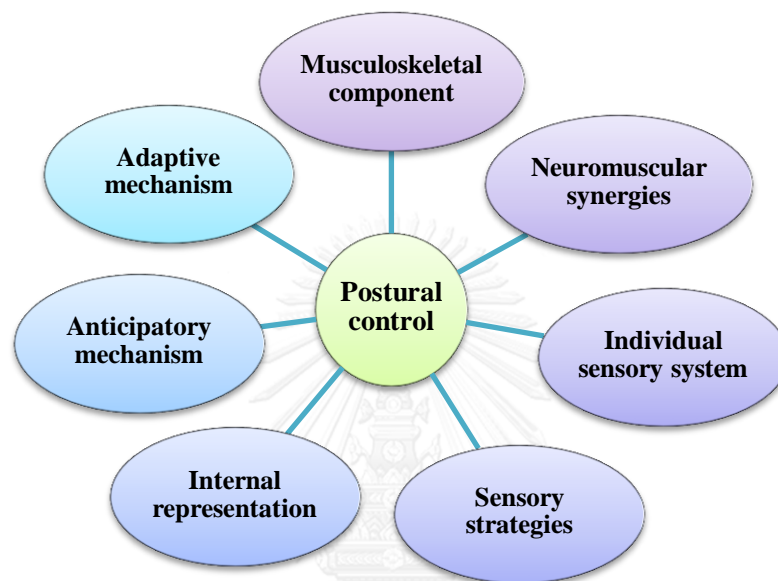 Musculoskeletal
component
Adaptive
mechanism
Neuromuscular
synergies
Postural
control
Anticipatory
mechanism
Individual
sensory system
Internal
representation
Sensory
strategies